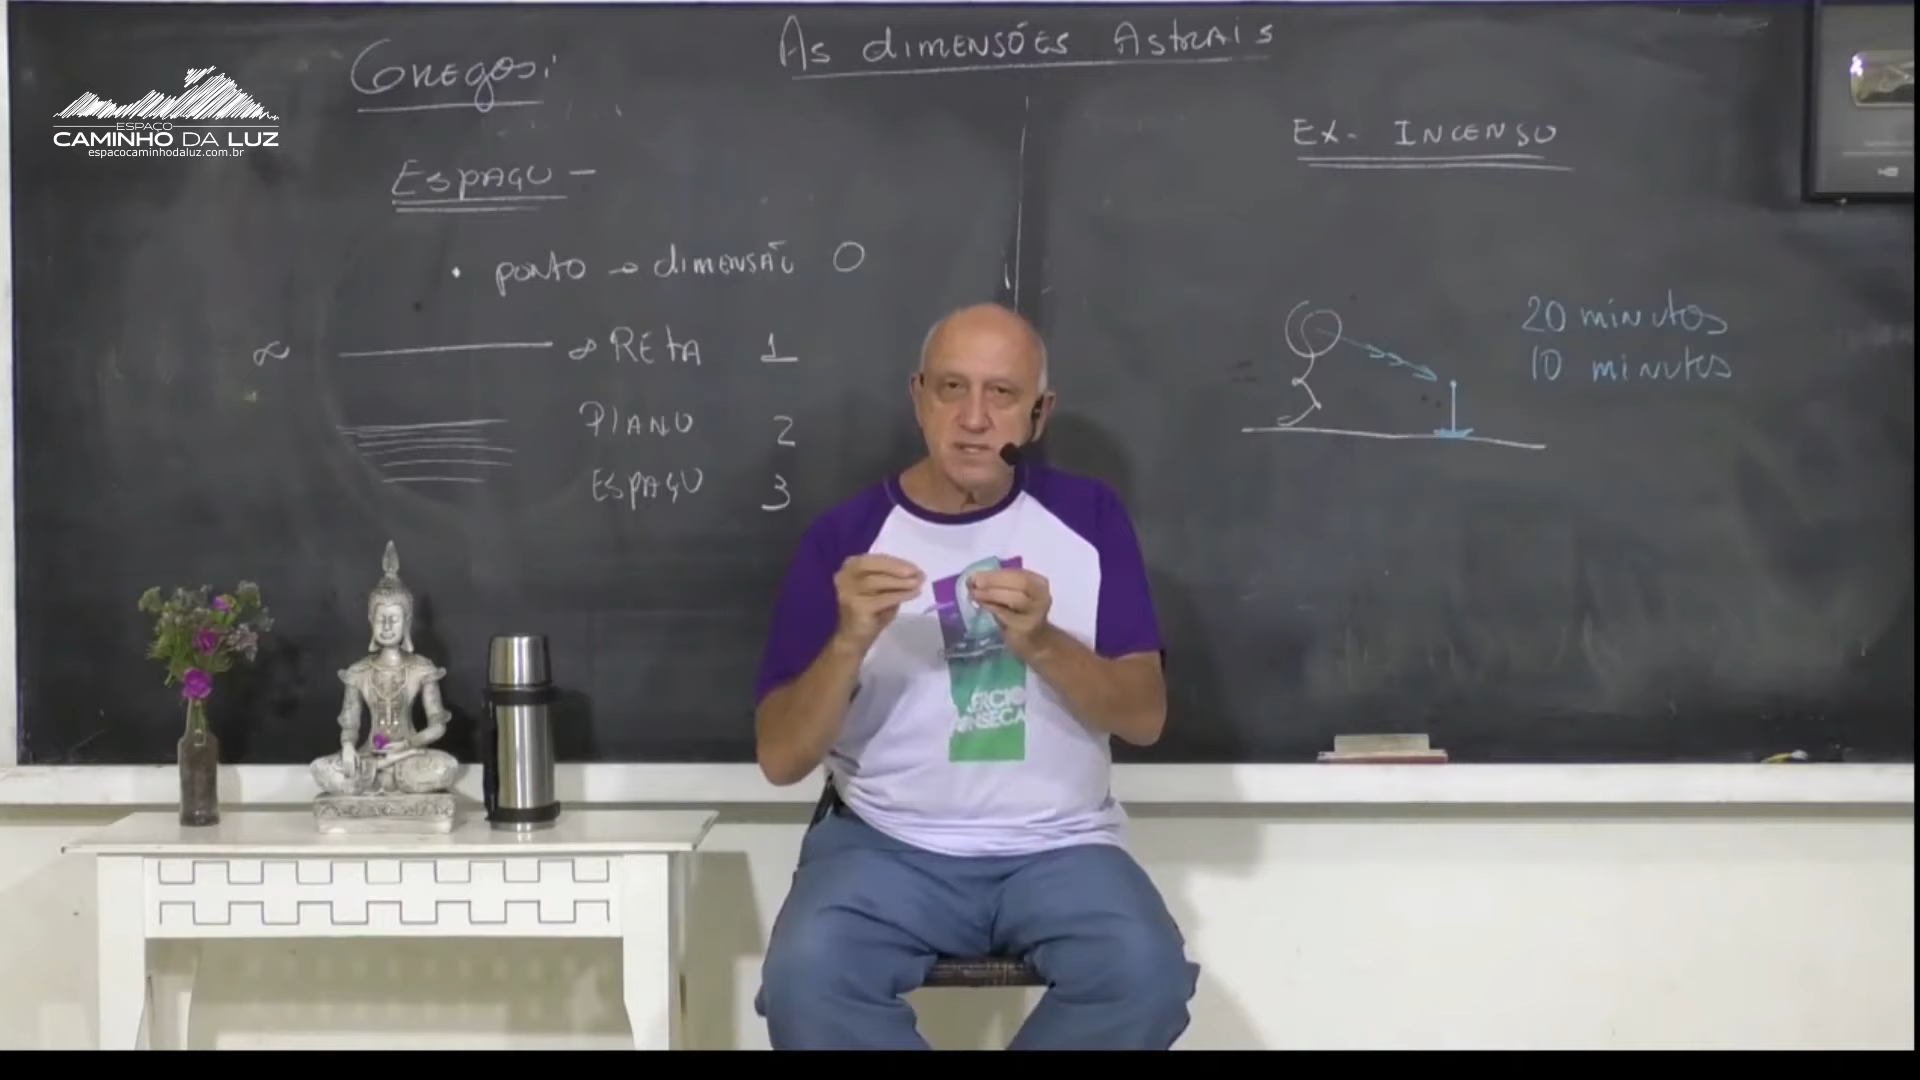 As dimensões Astrais
Gregos:
ESPAÇO
CAMINHO DA LUZ
espacocaminhodaluz.com.br
Espaço -
• ponto → dimensão 0
∞ ∞ Reta 1
Plano 2
Espaço 3
Ex. Incenso
20 minutos
10 minutos